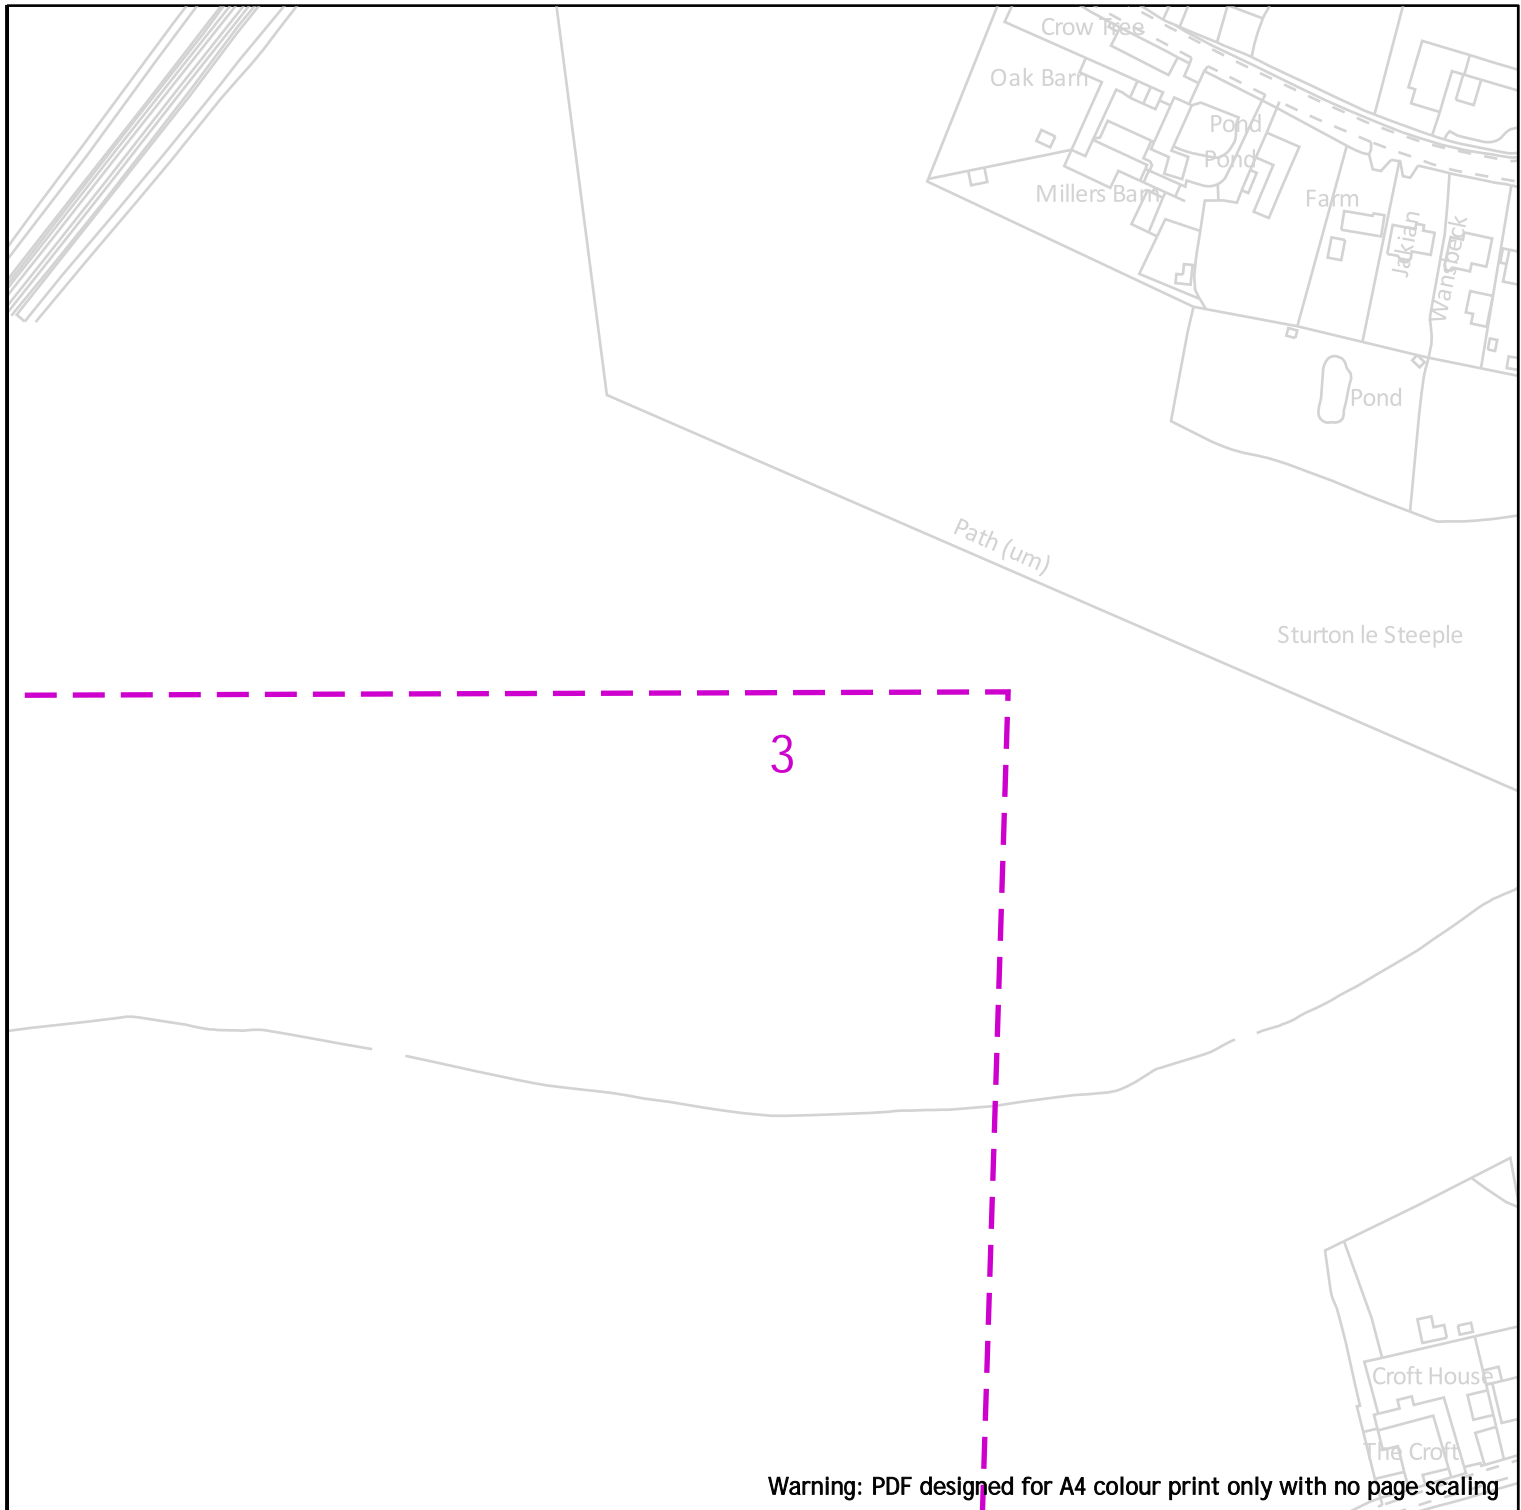 Crow Tree
Oak Barn
Pond
Pond
Millers Barn
Farm
Jakian
Wansbeck
Pond
Path (um)
Sturton le Steeple
3
Croft House
The Croft
Warning: PDF designed for A4 colour print only with no page scaling